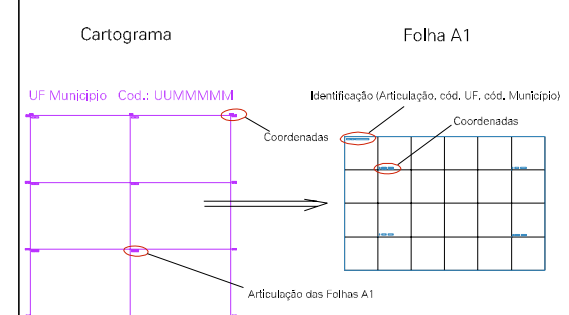 Cartograma
Folha A1
UF Município Cod.: UUMMMMM
Identificação (Articulação, cód. UF, cód. Município)
Coordenadas
Coordenadas
Articulação das Folhas A1